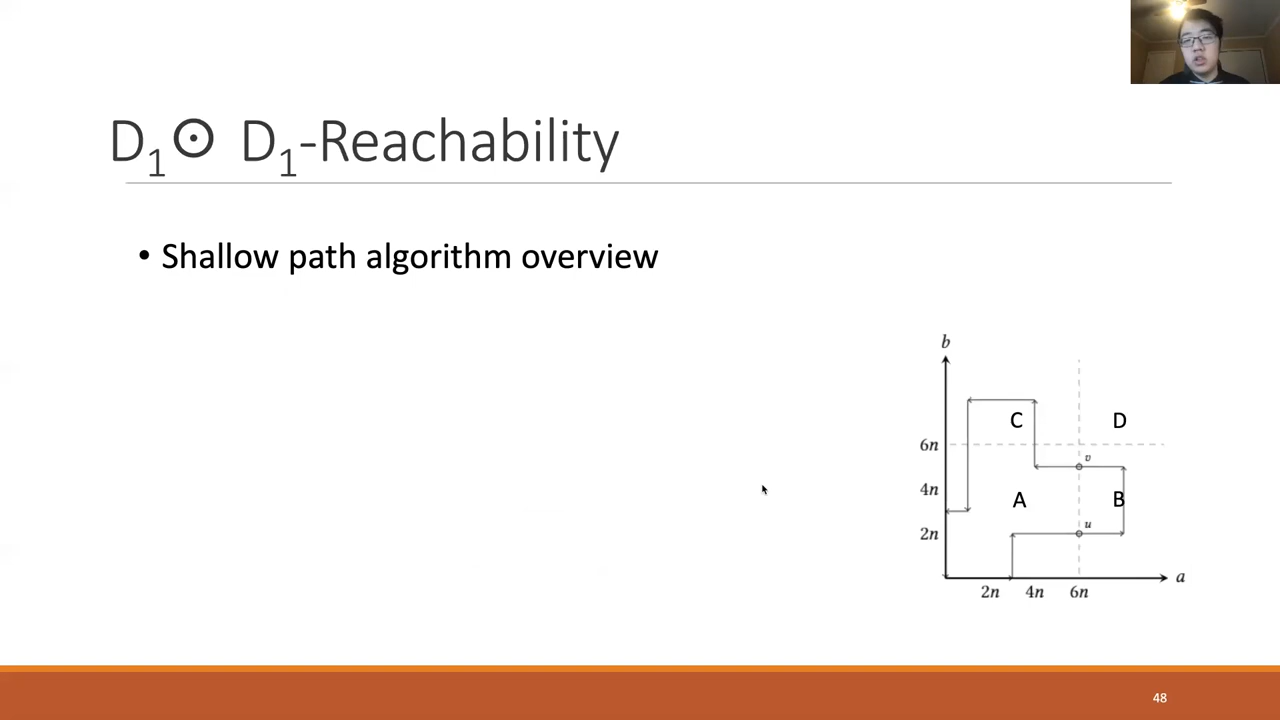 D₁⊙ D₁-Reachability
• Shallow path algorithm overview
b
C D
6n
v
4n A B
u
2n
a
2n 4n 6n
48